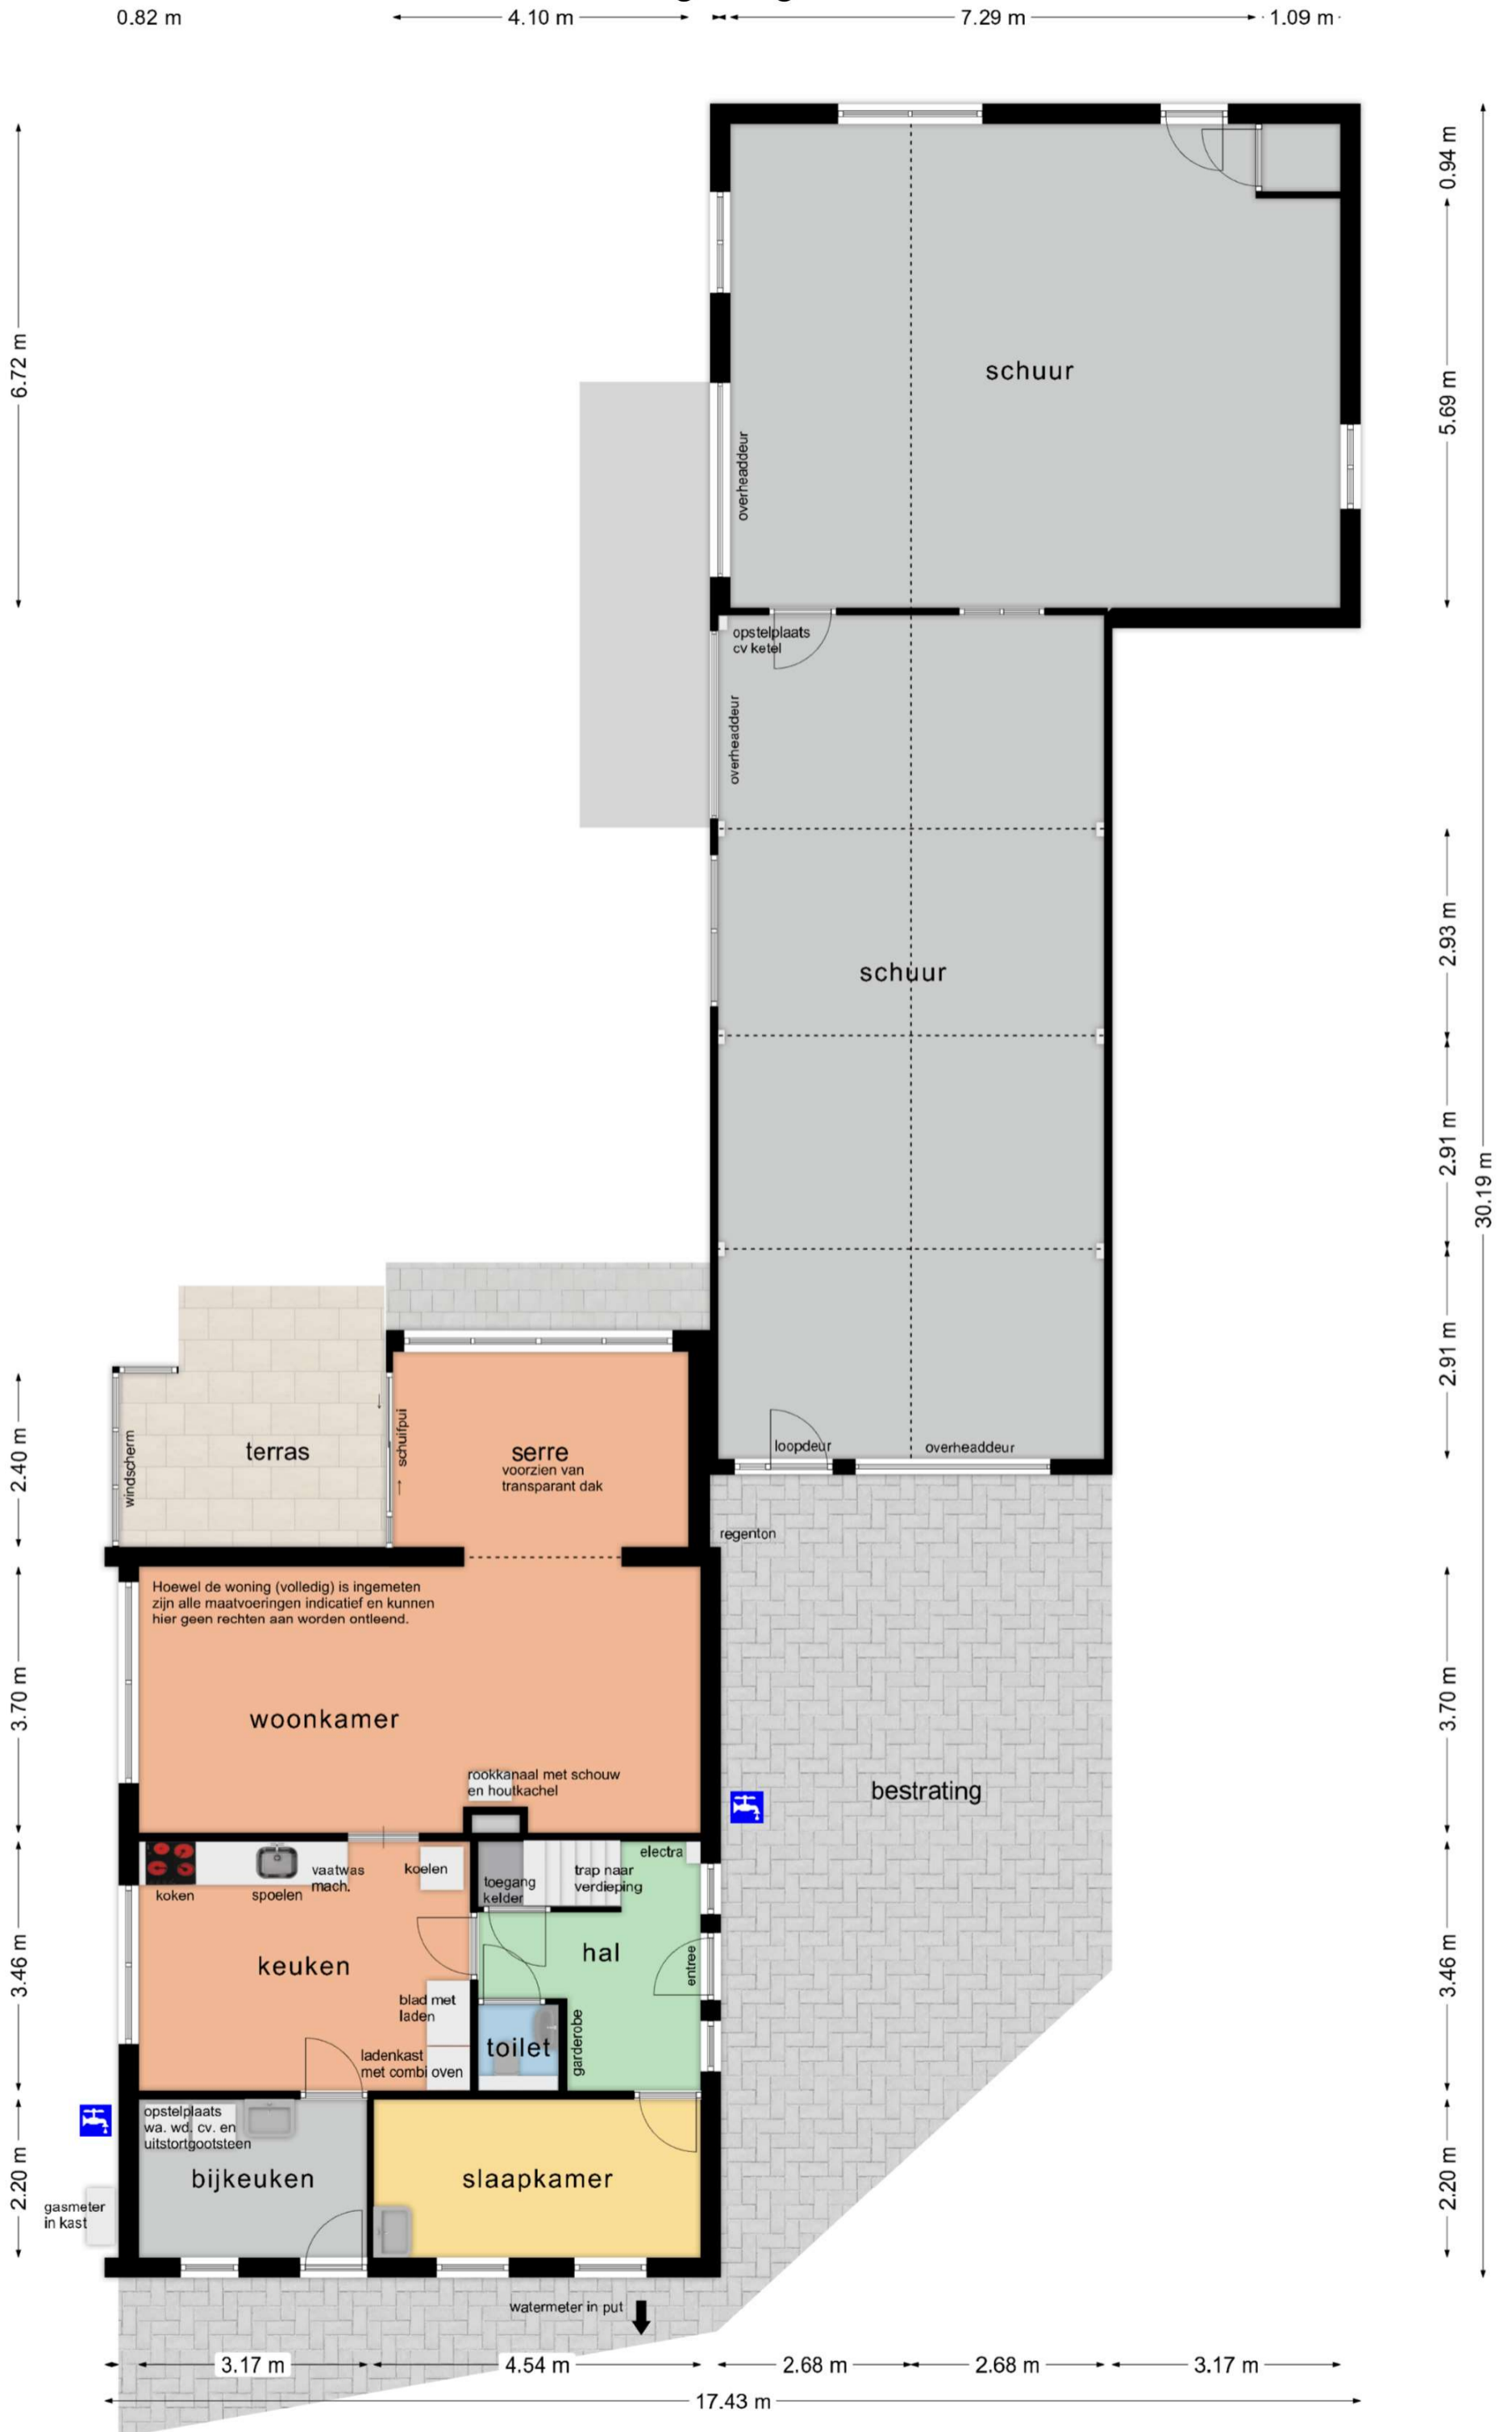 0.82 m
4.10 m
7.29 m
1.09 m
0.94 m
6.72 m
5.69 m
schuur
overheaddeur
opstelplaats
cv ketel
overheaddeur
2.93 m
schuur
2.91 m
30.19 m
2.91 m
loopdeur
overheaddeur
2.40 m
windscherm
terras
schuifpui
serre
voorzien van
transparant dak
regenton
Hoewel de woning (volledig) is ingemeten
zijn alle maatvoeringen indicatief en kunnen
hier geen rechten aan worden ontleend.
3.70 m
woonkamer
3.70 m
rookkanaal met schouw
en houtkachel
bestrating
electra
koken
spoelen
vaatwas
mach.
koelen
toegang
kelder
trap naar
verdieping
3.46 m
keuken
hal
entree
3.46 m
blad met
laden
ladenkast
met combi oven
toilet
garderobe
opstelplaats
wa. wd. cv. en
uitstortgootsteen
2.20 m
bijkeuken
slaapkamer
2.20 m
gasmeter
in kast
watermeter in put
3.17 m
4.54 m
2.68 m
2.68 m
3.17 m
17.43 m